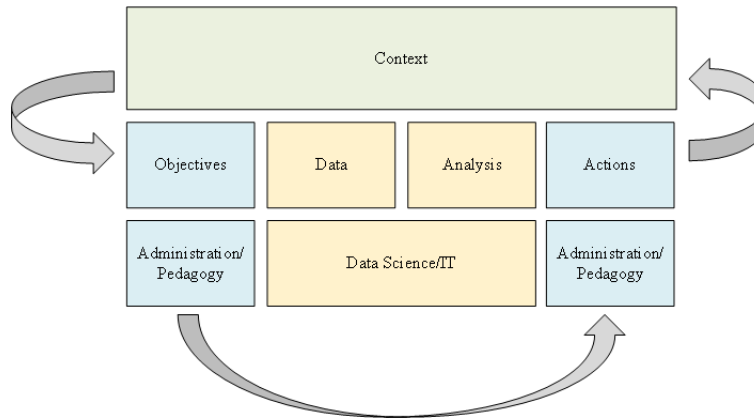 Context
Objectives
Data
Analysis
Actions
Administration/
Pedagogy
Data Science/IT
Administration/
Pedagogy